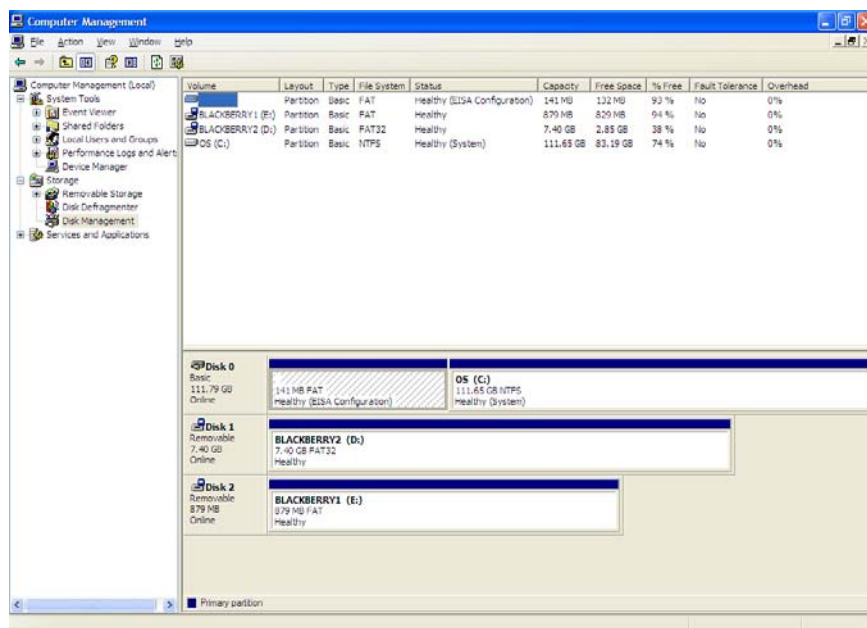 Computer Management
File Action View Window Help
Computer Management (Local)
System Tools
Event Viewer
Shared Folders
Local Users and Groups
Performance Logs and Alert
Device Manager
Storage
Removable Storage
Disk Defragmenter
Disk Management
Services and Applications
Volume Layout Type File System Status Capacity Free Space % Free Fault Tolerance Overhead
Partition Basic FAT Healthy (EISA Configuration) 141 MB 132 MB 93 % No 0%
BLACKBERRY1 (E:) Partition Basic FAT Healthy 879 MB 829 MB 94 % No 0%
BLACKBERRY2 (D:) Partition Basic FAT32 Healthy 7.40 GB 2.85 GB 38 % No 0%
OS (C:) Partition Basic NTFS Healthy (System) 111.65 GB 83.19 GB 74 % No 0%
Disk 0
Basic
111.79 GB
Online
141 MB FAT
Healthy (EISA Configuration)
OS (C:)
111.65 GB NTFS
Healthy (System)
Disk 1
Removable
7.40 GB
Online
BLACKBERRY2 (D:)
7.40 GB FAT32
Healthy
Disk 2
Removable
879 MB
Online
BLACKBERRY1 (E:)
879 MB FAT
Healthy
Primary partition